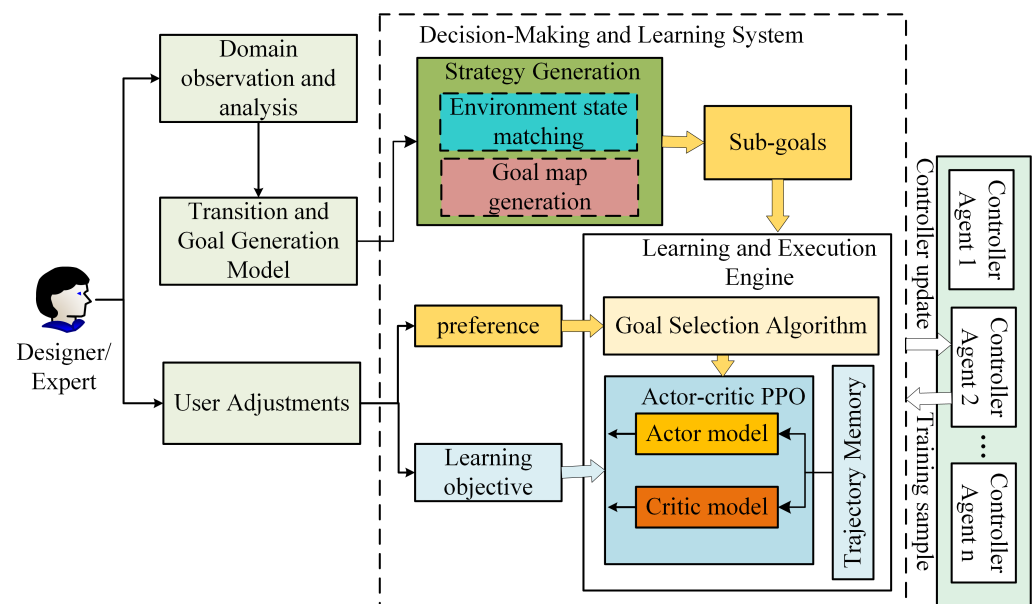 Decision-Making and Learning System
Domain
observation and
analysis
Transition and
Goal Generation
Model
Designer/
Expert
User Adjustments
Strategy Generation
Environment state
matching
Goal map
generation
Sub-goals
preference
Learning
objective
Learning and Execution
Engine
Goal Selection Algorithm
Actor-critic PPO
Actor model
Critic model
Trajectory Memory
Controller update
Training sample
Controller
Agent 1
Controller
Agent 2
...
Controller
Agent n